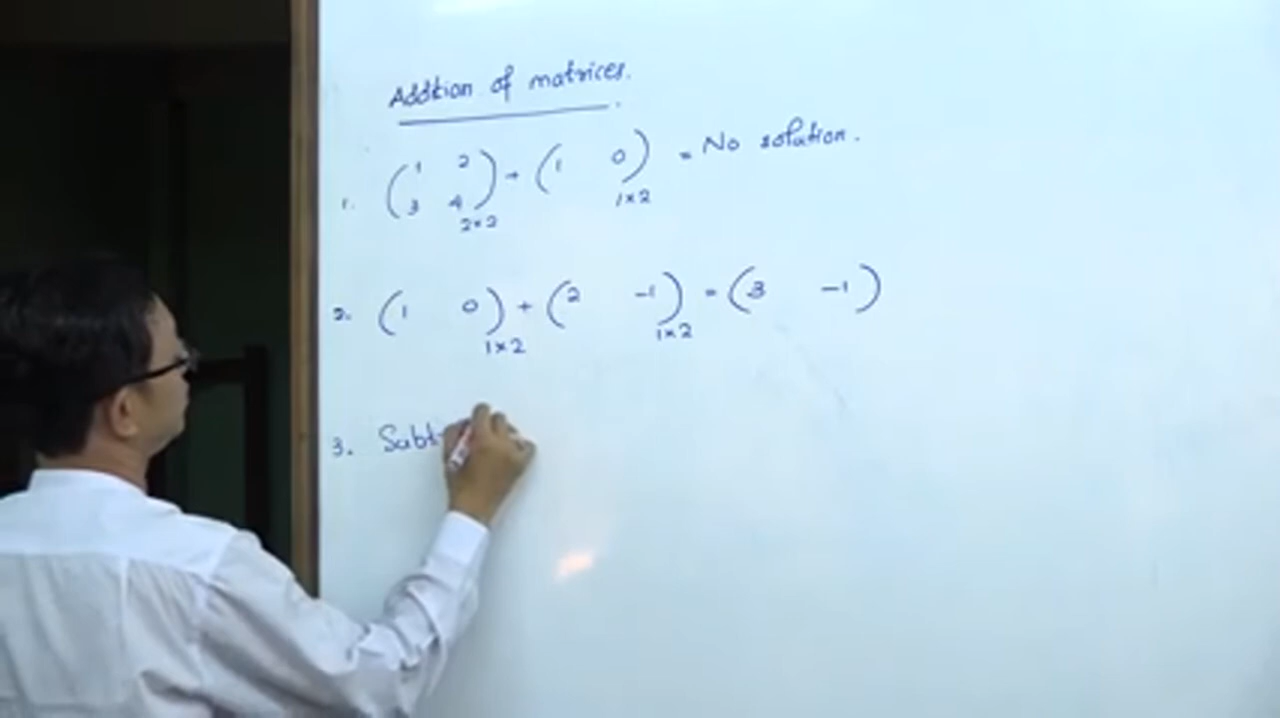 Addtion of matrices.
1. ( 1 2 ) + ( 1 0 ) = No solution.
3 4
2×2 1×2
2. ( 1 0 ) + ( 2 -1 ) = ( 3 -1 )
1×2 1×2
3. Subt